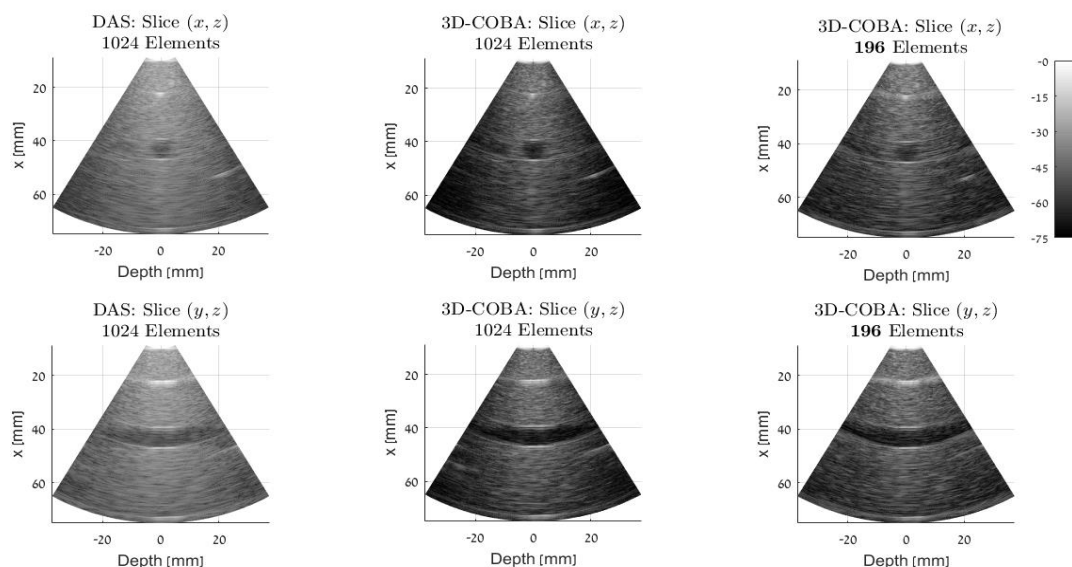 DAS: Slice (x, z)
1024 Elements
3D-COBA: Slice (x, z)
1024 Elements
3D-COBA: Slice (x, z)
196 Elements
x [mm]
20
40
60
-20
0
20
Depth [mm]
x [mm]
20
40
60
-20
0
20
Depth [mm]
x [mm]
20
40
60
-20
0
20
Depth [mm]
-0
-15
-30
-45
-60
-75
DAS: Slice (y, z)
1024 Elements
3D-COBA: Slice (y, z)
1024 Elements
3D-COBA: Slice (y, z)
196 Elements
x [mm]
20
40
60
-20
0
20
Depth [mm]
x [mm]
20
40
60
-20
0
20
Depth [mm]
x [mm]
20
40
60
-20
0
20
Depth [mm]